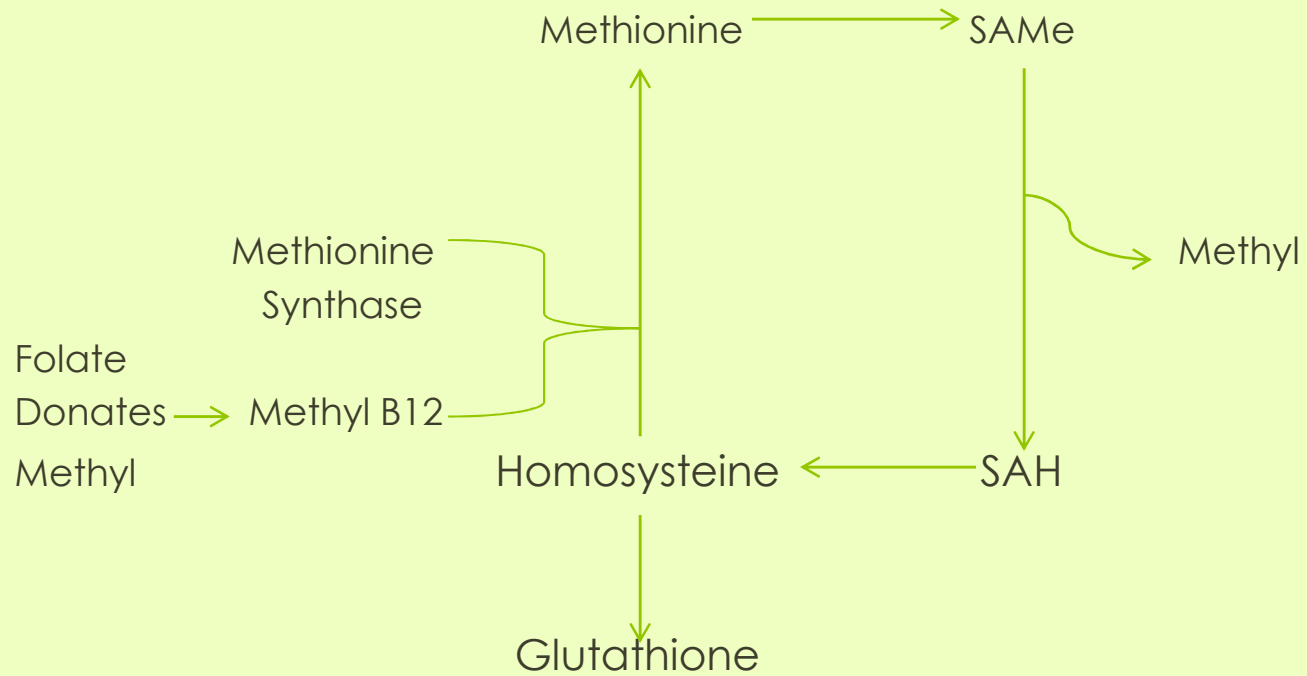 Methionine
SAMe
Methionine
Synthase
Methyl
Folate
Donates
Methyl
Methyl B12
Homosysteine
SAH
Glutathione